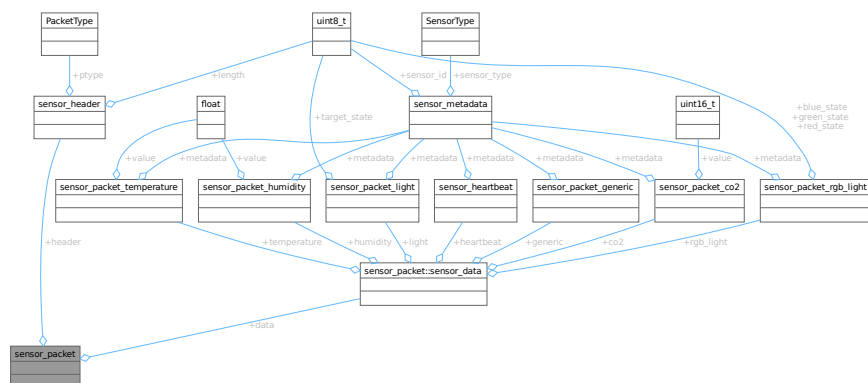 PacketType
uint8_t
SensorType
+ptype
+length
+sensor_id
+sensor_type
sensor_header
float
sensor_metadata
uint16_t
+blue_state
+green_state
+red_state
+target_state
+value
+metadata
+value
+metadata
+metadata
+metadata
+metadata
+metadata
+value
+metadata
sensor_packet_temperature
sensor_packet_humidity
sensor_packet_light
sensor_heartbeat
sensor_packet_generic
sensor_packet_co2
sensor_packet_rgb_light
+header
+temperature
+humidity
+light
+heartbeat
+generic
+co2
+rgb_light
sensor_packet::sensor_data
+data
sensor_packet